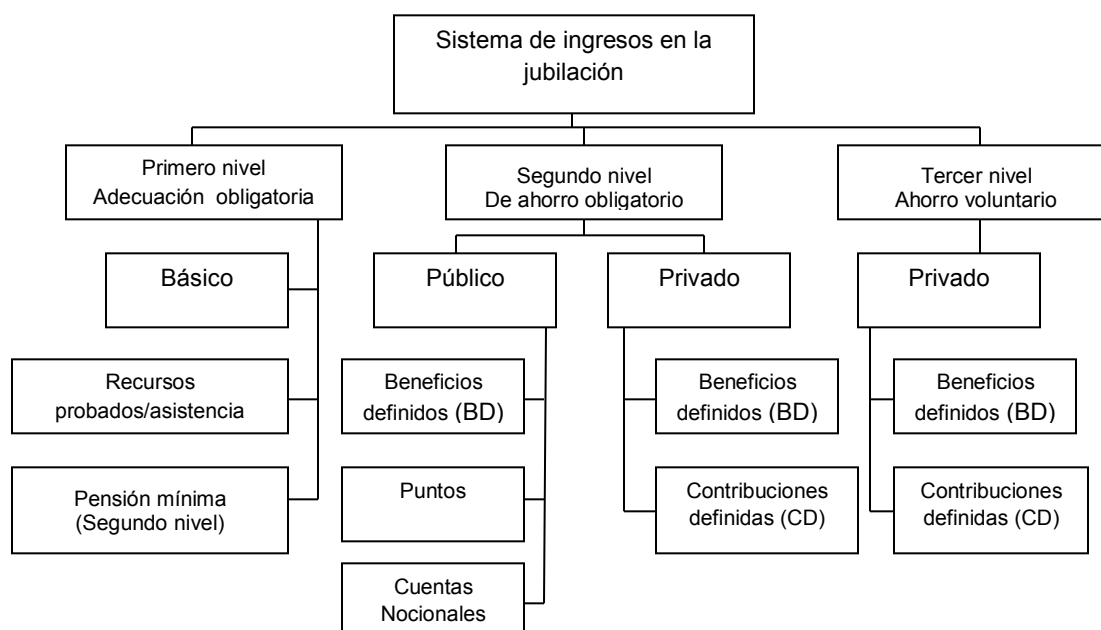 Sistema de ingresos en la
jubilación
Primero nivel
Adecuación obligatoria
Segundo nivel
De ahorro obligatorio
Tercer nivel
Ahorro voluntario
Básico
Público
Privado
Privado
Recursos
probados/asistencia
Beneficios
definidos (BD)
Beneficios
definidos (BD)
Beneficios
definidos (BD)
Pensión mínima
(Segundo nivel)
Puntos
Contribuciones
definidas (CD)
Contribuciones
definidas (CD)
Cuentas
Nocionales